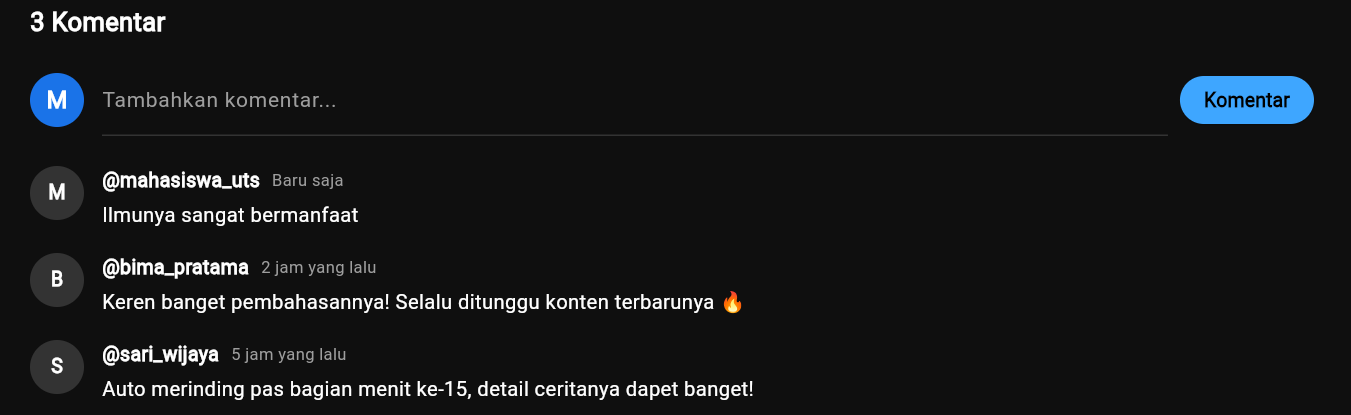 3 Komentar
M
Tambahkan komentar...
Komentar
M
@mahasiswa_uts Baru saja
Ilmunya sangat bermanfaat
B
@bima_pratama 2 jam yang lalu
Keren banget pembahasannya! Selalu ditunggu konten terbarunya 🔥
S
@sari_wijaya 5 jam yang lalu
Auto merinding pas bagian menit ke-15, detail ceritanya dapet banget!